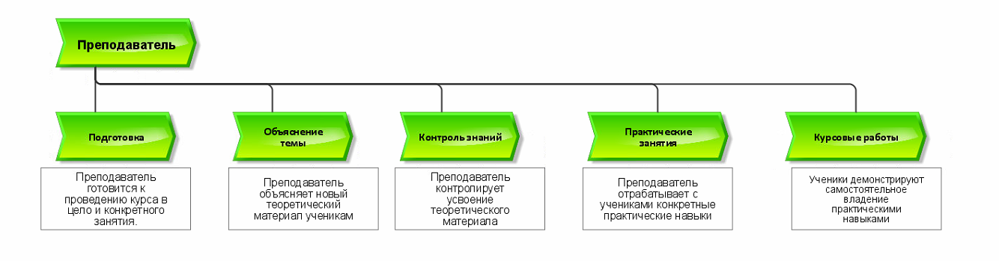 Преподаватель
Подготовка
Объяснение
темы
Контроль знаний
Практические
занятия
Курсовые работы
Преподаватель
готовится к
проведению курса в
цело и конкретного
занятия.
Преподаватель
объясняет новый
теоретический
материал ученикам
Преподаватель
контролирует
усвоение
теоретического
материала
Преподаватель
отрабатывает с
учениками конкретные
практические навыки
Ученики демонстрируют
самостоятельное
владение
практическими
навыками